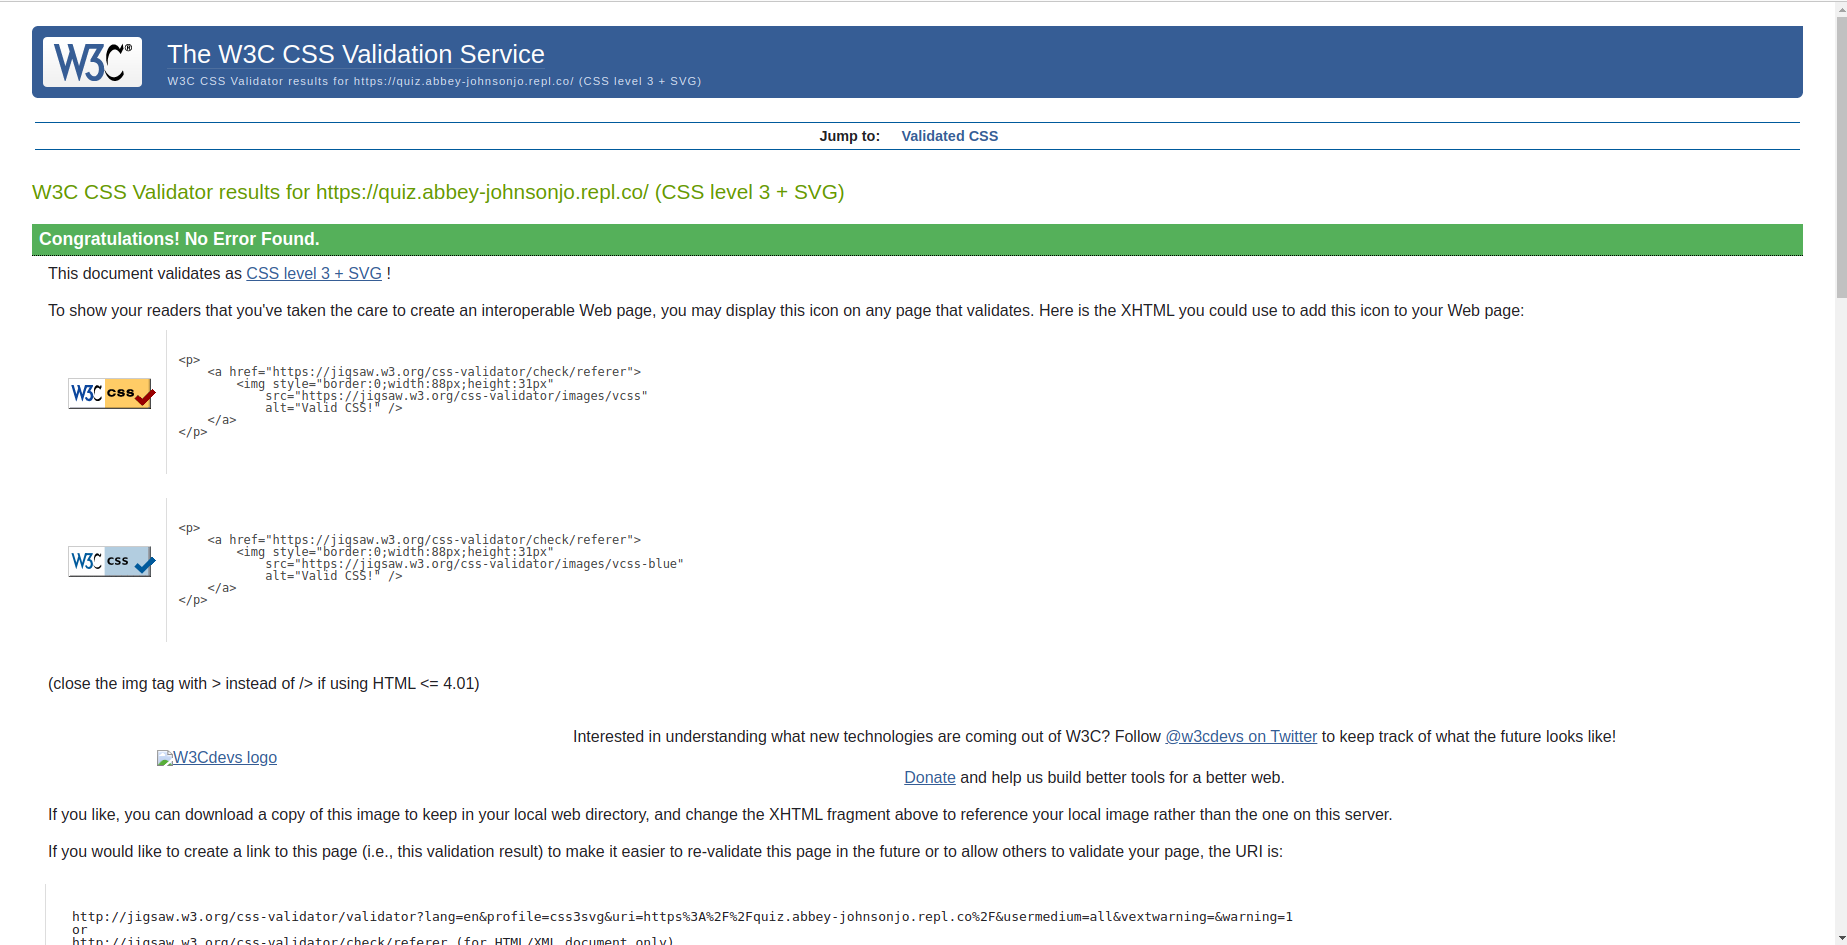 W3C®
The W3C CSS Validation Service
W3C CSS Validator results for https://quiz.abbey-johnsonjo.repl.co/ (CSS level 3 + SVG)
Jump to: Validated CSS
W3C CSS Validator results for https://quiz.abbey-johnsonjo.repl.co/ (CSS level 3 + SVG)
Congratulations! No Error Found.
This document validates as CSS level 3 + SVG !
To show your readers that you've taken the care to create an interoperable Web page, you may display this icon on any page that validates. Here is the XHTML you could use to add this icon to your Web page:
W3C css
<p>
    <a href="https://jigsaw.w3.org/css-validator/check/referer">
        <img style="border:0;width:88px;height:31px"
            src="https://jigsaw.w3.org/css-validator/images/vcss"
            alt="Valid CSS!" />
    </a>
</p>
W3C css
<p>
    <a href="https://jigsaw.w3.org/css-validator/check/referer">
        <img style="border:0;width:88px;height:31px"
            src="https://jigsaw.w3.org/css-validator/images/vcss-blue"
            alt="Valid CSS!" />
    </a>
</p>
(close the img tag with > instead of /> if using HTML <= 4.01)
W3Cdevs logo
Interested in understanding what new technologies are coming out of W3C? Follow @w3cdevs on Twitter to keep track of what the future looks like!
Donate and help us build better tools for a better web.
If you like, you can download a copy of this image to keep in your local web directory, and change the XHTML fragment above to reference your local image rather than the one on this server.
If you would like to create a link to this page (i.e., this validation result) to make it easier to re-validate this page in the future or to allow others to validate your page, the URI is:
http://jigsaw.w3.org/css-validator/validator?lang=en&profile=css3svg&uri=https%3A%2F%2Fquiz.abbey-johnsonjo.repl.co%2F&usermedium=all&vextwarning=&warning=1
or
http://jigsaw.w3.org/css-validator/check/referer (for HTML/XML document only)